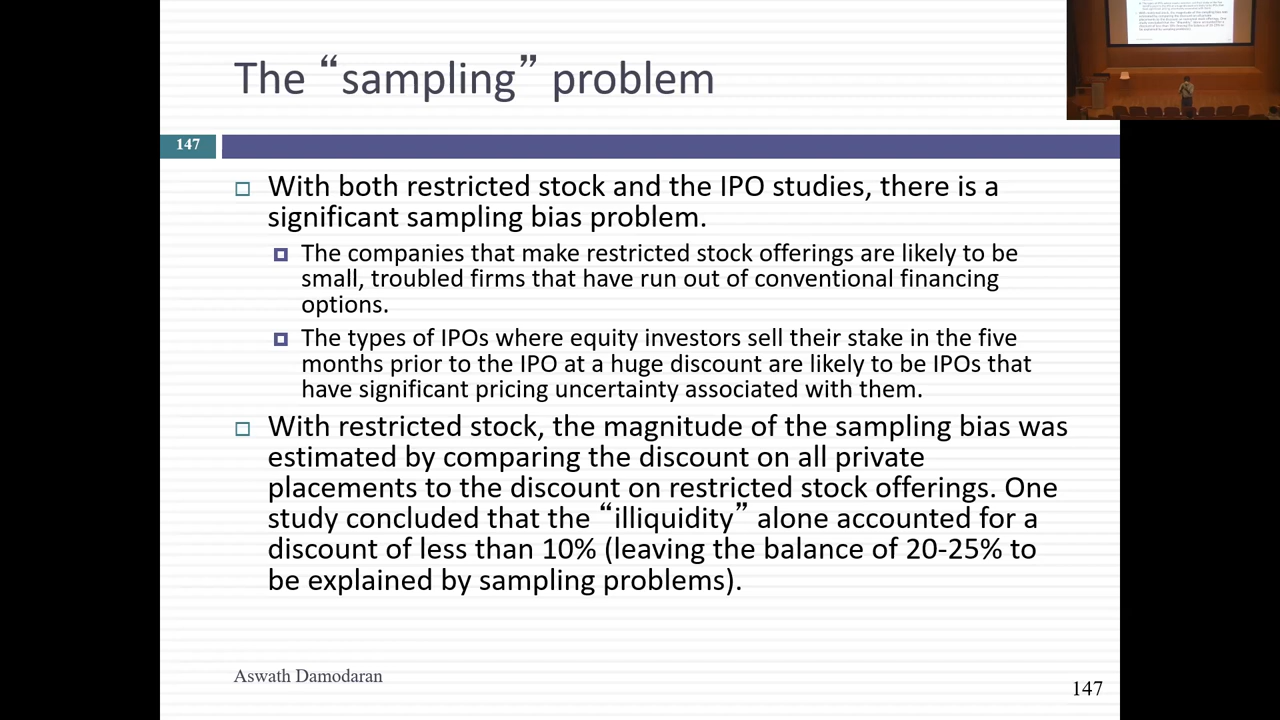 The “sampling” problem
147
With both restricted stock and the IPO studies, there is a
significant sampling bias problem.
The companies that make restricted stock offerings are likely to be
small, troubled firms that have run out of conventional financing
options.
The types of IPOs where equity investors sell their stake in the five
months prior to the IPO at a huge discount are likely to be IPOs that
have significant pricing uncertainty associated with them.
With restricted stock, the magnitude of the sampling bias was
estimated by comparing the discount on all private
placements to the discount on restricted stock offerings. One
study concluded that the “illiquidity” alone accounted for a
discount of less than 10% (leaving the balance of 20-25% to
be explained by sampling problems).
Aswath Damodaran
147